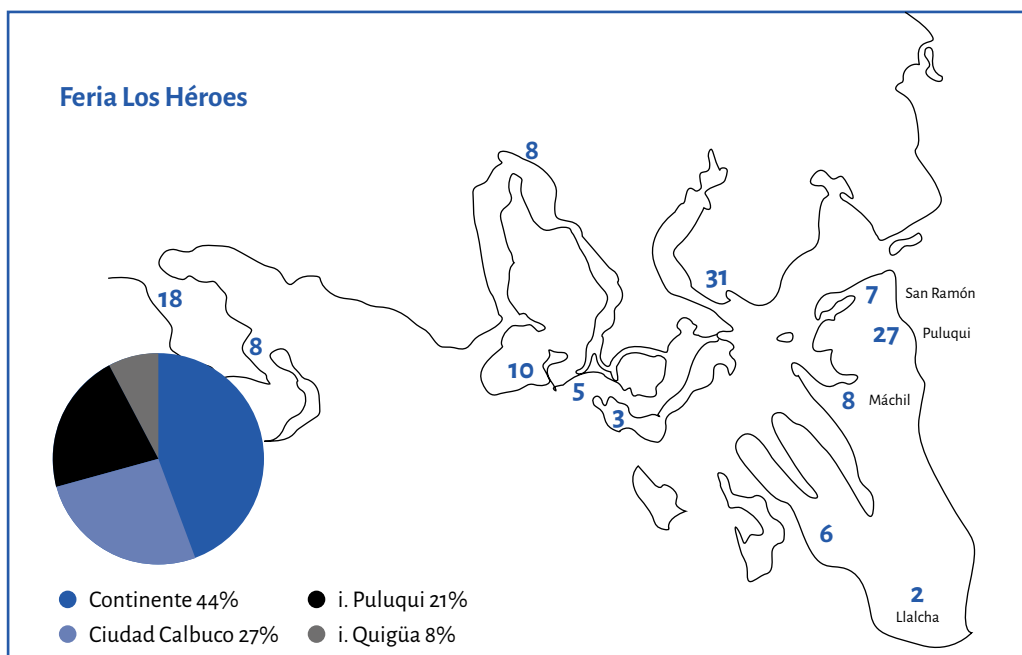 Feria Los Héroes
8
18
31
7 San Ramón
27 Puluqui
8
10
5
3
8 Máchil
6
2
Llalcha
Continente 44%
i. Puluqui 21%
Ciudad Calbuco 27%
i. Quigüa 8%